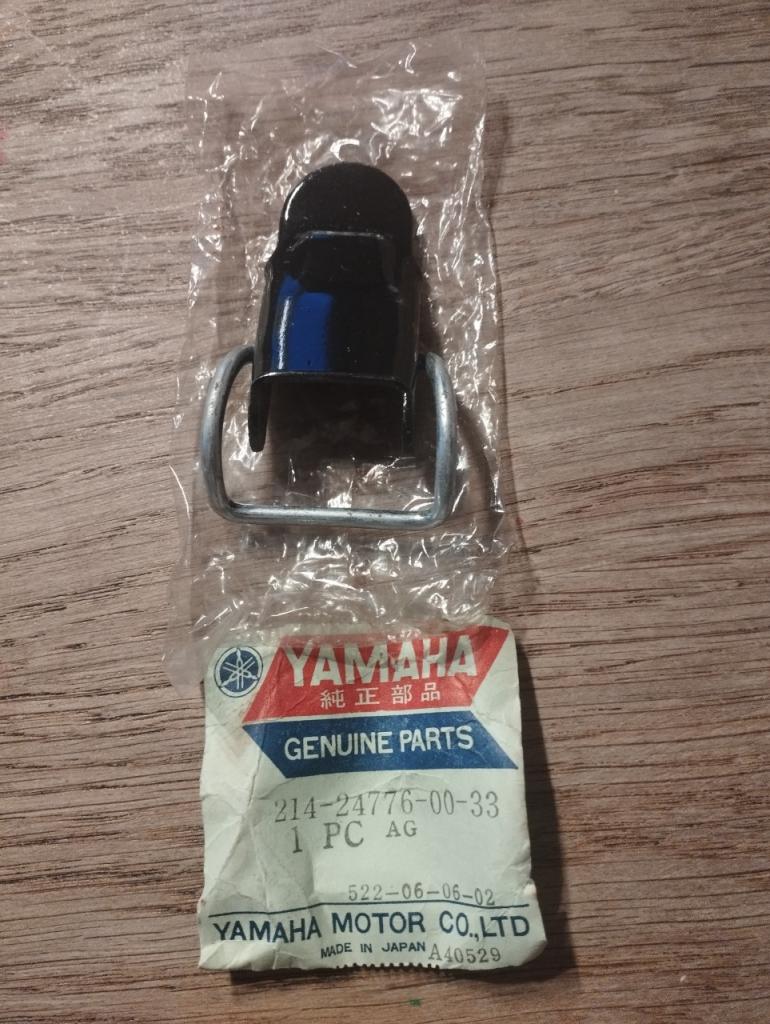 YAMAHA
純正部品
GENUINE PARTS
214-24776-00-33
1 PC AG
522-06-06-02
YAMAHA MOTOR CO.,LTD
MADE IN JAPAN A40529